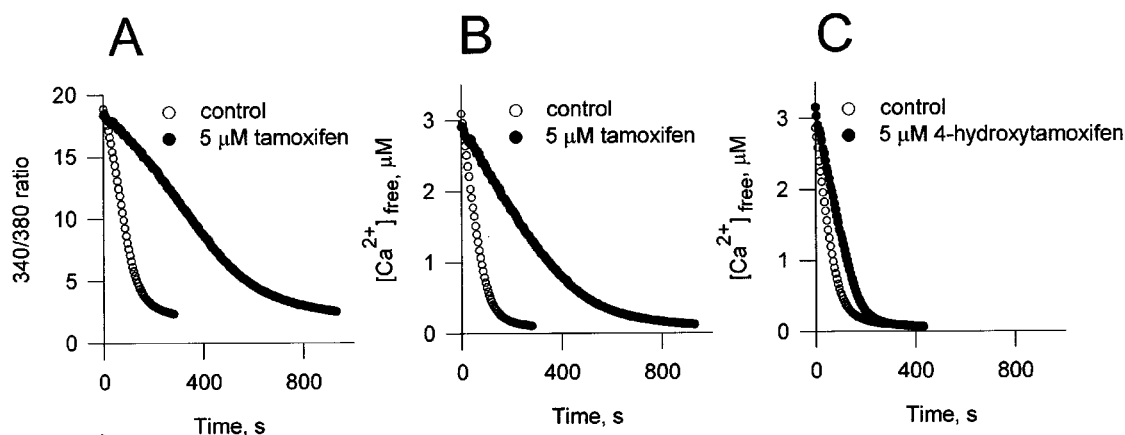 A
20
15
10
5
0
340/380 ratio
○ control
● 5 μM tamoxifen
0 400 800
Time, s
B
3
2
1
0
[Ca2+]free, μM
○ control
● 5 μM tamoxifen
0 400 800
Time, s
C
3
2
1
0
[Ca2+]free, μM
○ control
● 5 μM 4-hydroxytamoxifen
0 400 800
Time, s